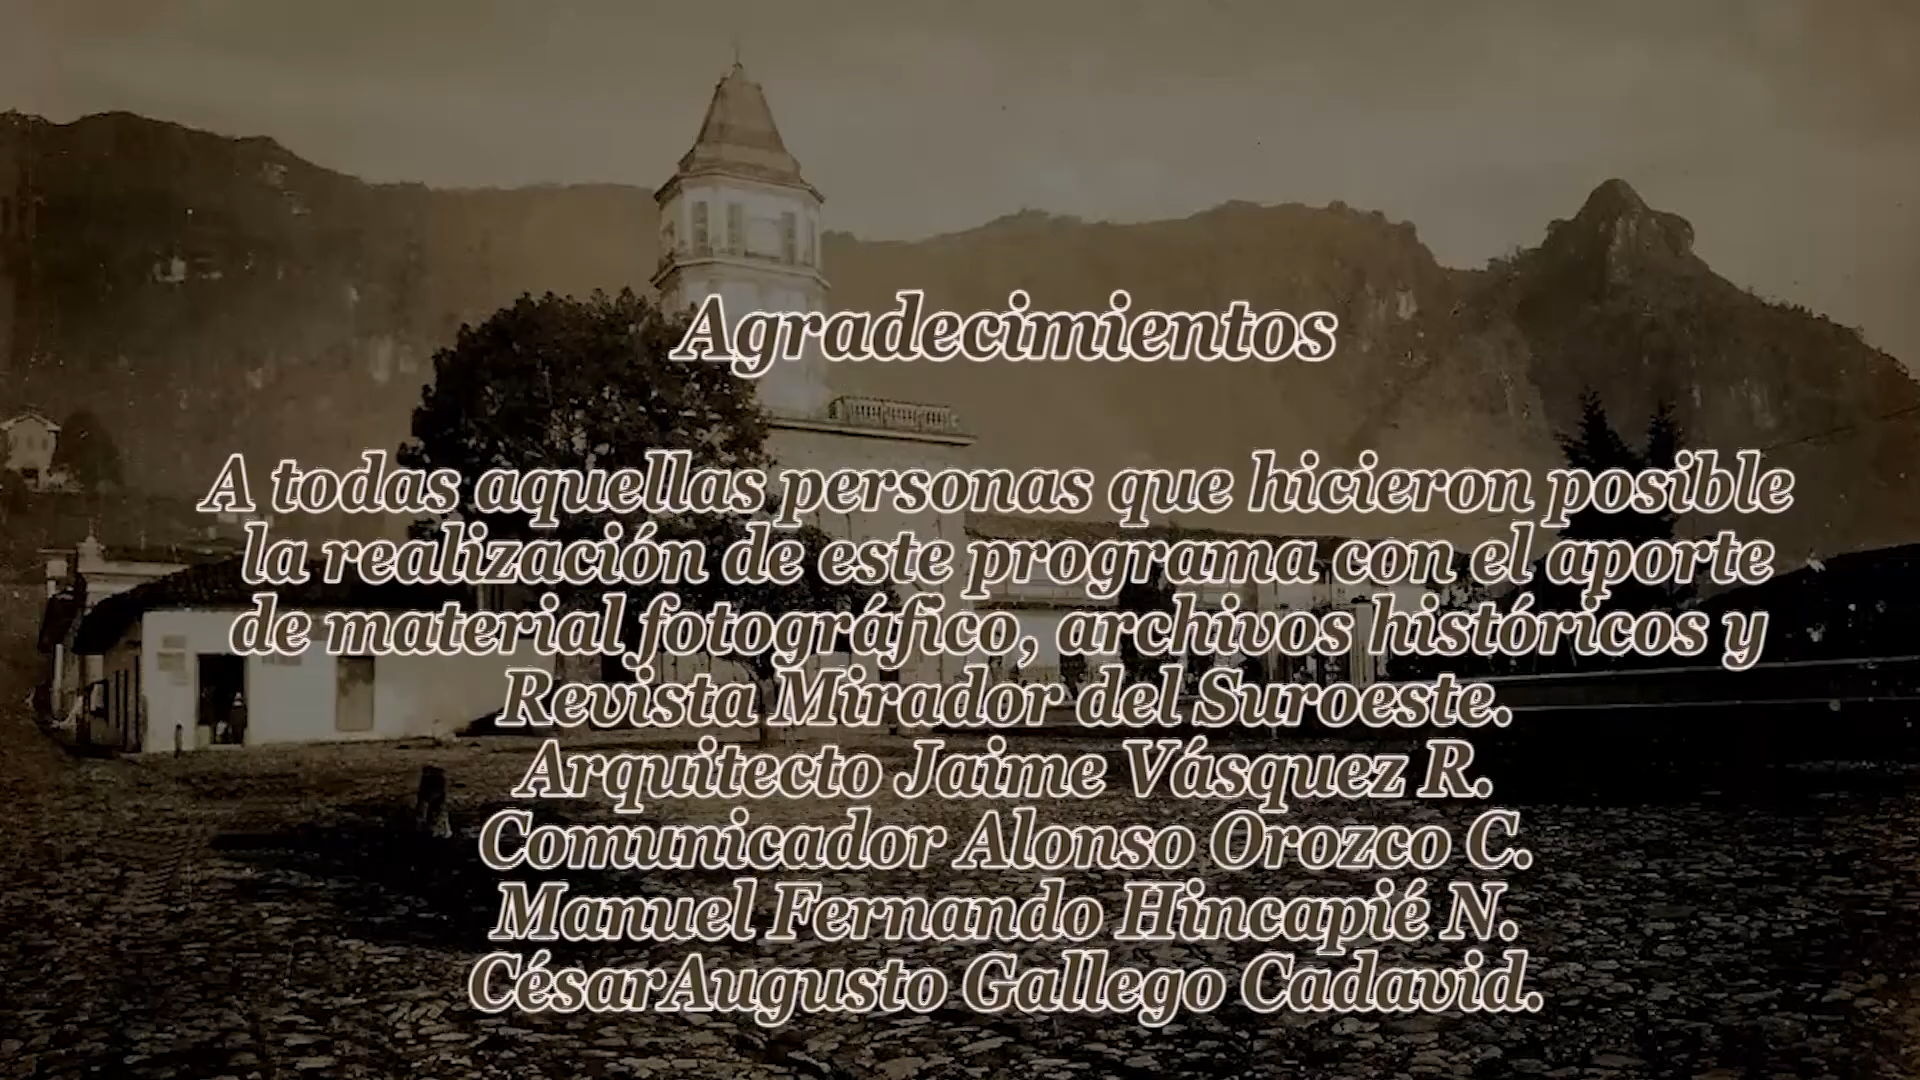 Agradecimientos
A todas aquellas personas que hicieron posible
la realización de este programa con el aporte
de material fotográfico, archivos históricos y
Revista Mirador del Suroeste.
Arquitecto Jaime Vásquez R.
Comunicador Alonso Orozco C.
Manuel Fernando Hincapié N.
CésarAugusto Gallego Cadavid.